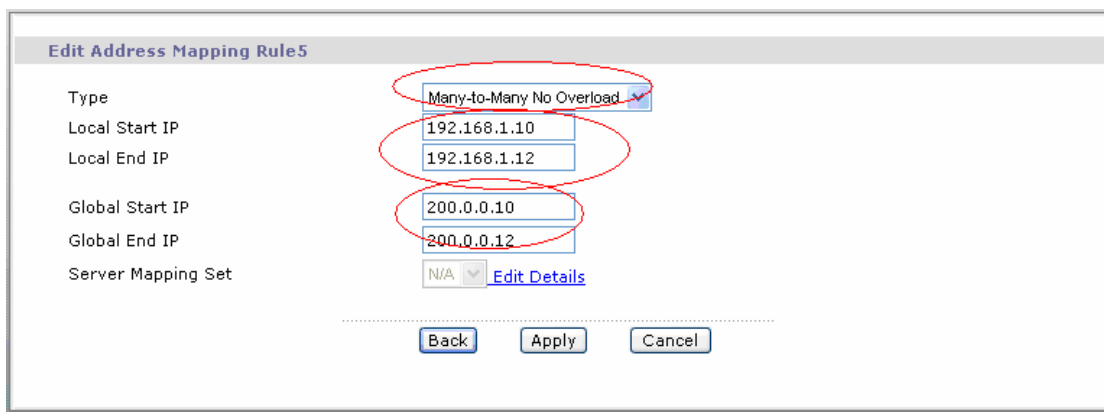 Edit Address Mapping Rule5
Type Many-to-Many No Overload
Local Start IP 192.168.1.10
Local End IP 192.168.1.12
Global Start IP 200.0.0.10
Global End IP 200.0.0.12
Server Mapping Set N/A Edit Details
Back Apply Cancel